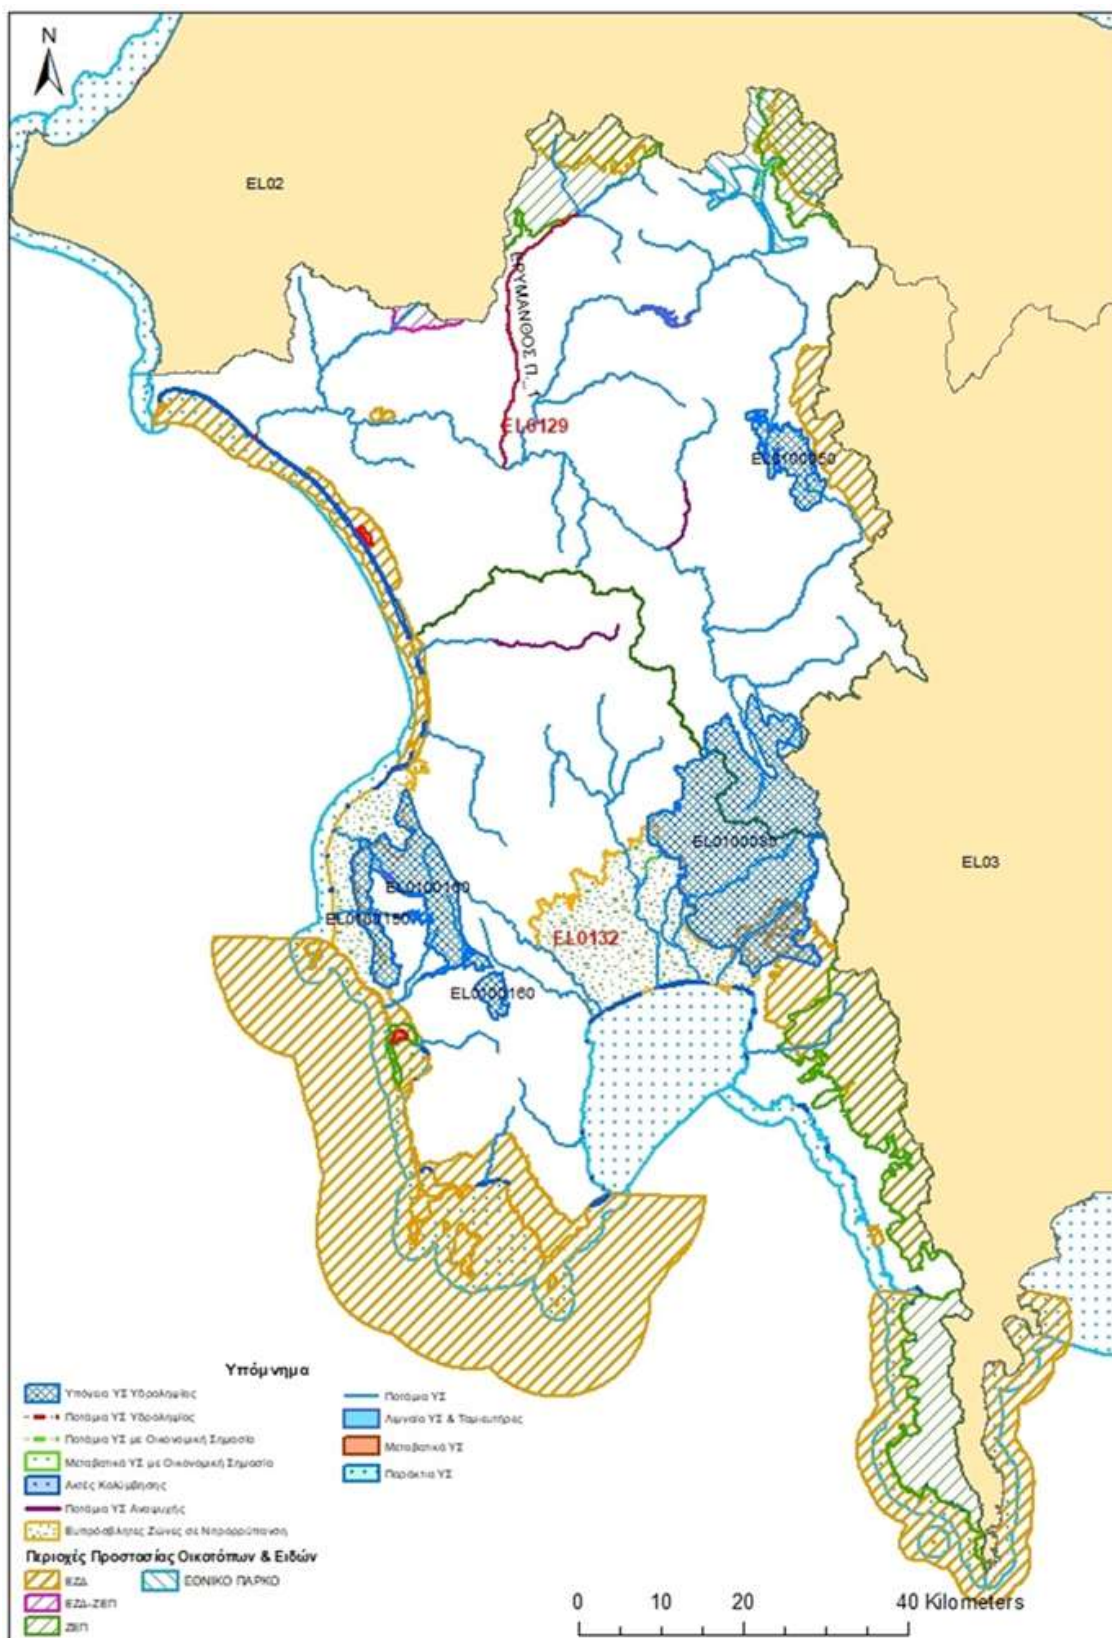 N
EL02
ΕΡΥΜΑΝΘΟΣ Π._1
EL0129
EL0100050
EL03
EL0100080
EL0100160
EL0100150
EL0132
EL0100160
Υπόμνημα
Υπόγεια ΥΣ Υδροληψίας
Ποτάμια ΥΣ Υδροληψίας
Ποτάμια ΥΣ με Οικονομική Σημασία
Μεταβατικά ΥΣ με Οικονομική Σημασία
Ακτές Κολύμβησης
Ποτάμια ΥΣ Αναψυχής
Ευπρόσβλητες Ζώνες σε Νιτρορρύπανση
Περιοχές Προστασίας Οικοτόπων & Ειδών
ΕΖΔ
ΕΖΔ-ΖΕΠ
ΖΕΠ
ΕΘΝΙΚΟ ΠΑΡΚΟ
Ποτάμια ΥΣ
Λιμναία ΥΣ & Ταμιευτήρες
Μεταβατικά ΥΣ
Παράκτια ΥΣ
0 10 20 40 Kilometers